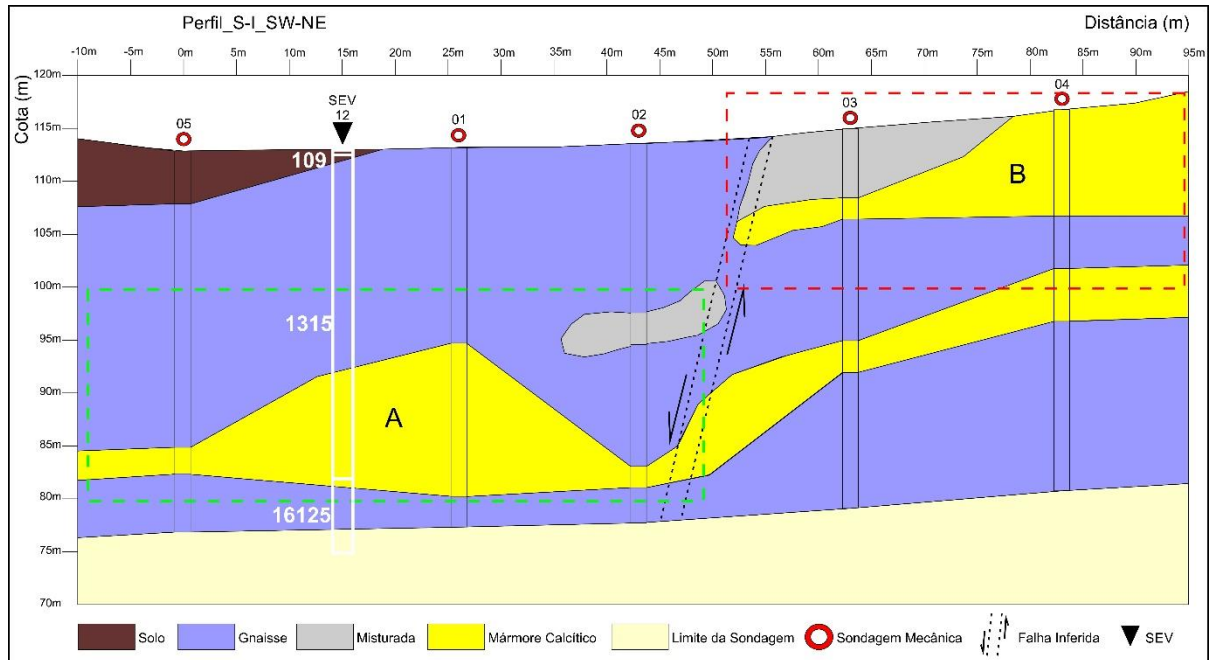 Perfil_S-I_SW-NE
Distância (m)
-10m 0m 5m 10m 15m 20m 25m 30m 35m 40m 45m 50m 55m 60m 65m 70m 75m 80m 85m 90m 95m
Cota (m)
120m
115m
110m
105m
100m
95m
90m
85m
80m
75m
70m
05
SEV
12
01
02
03
04
109
1315
16125
A
B
Solo
Gnaisse
Misturada
Mármore Calcítico
Limite da Sondagem
Sondagem Mecânica
Falha Inferida
SEV